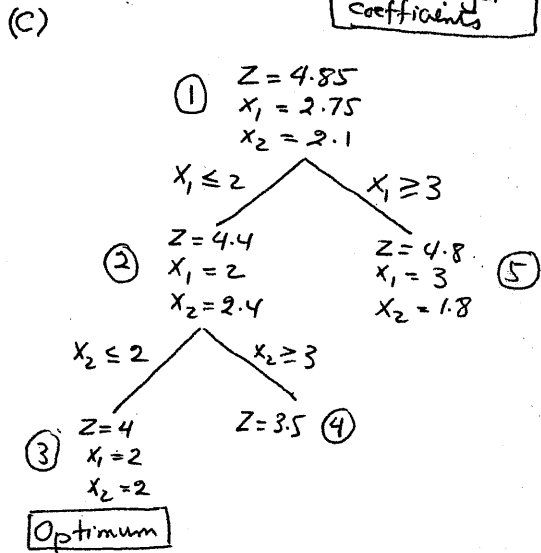 coefficients
(C)
① Z = 4.85
X₁ = 2.75
X₂ = 2.1
X₁ ≤ 2
X₁ ≥ 3
② Z = 4.4
X₁ = 2
X₂ = 2.4
Z = 4.8
X₁ = 3
X₂ = 1.8
⑤
X₂ ≤ 2
X₂ ≥ 3
③ Z = 4
X₁ = 2
X₂ = 2
Z = 3.5 ④
Optimum